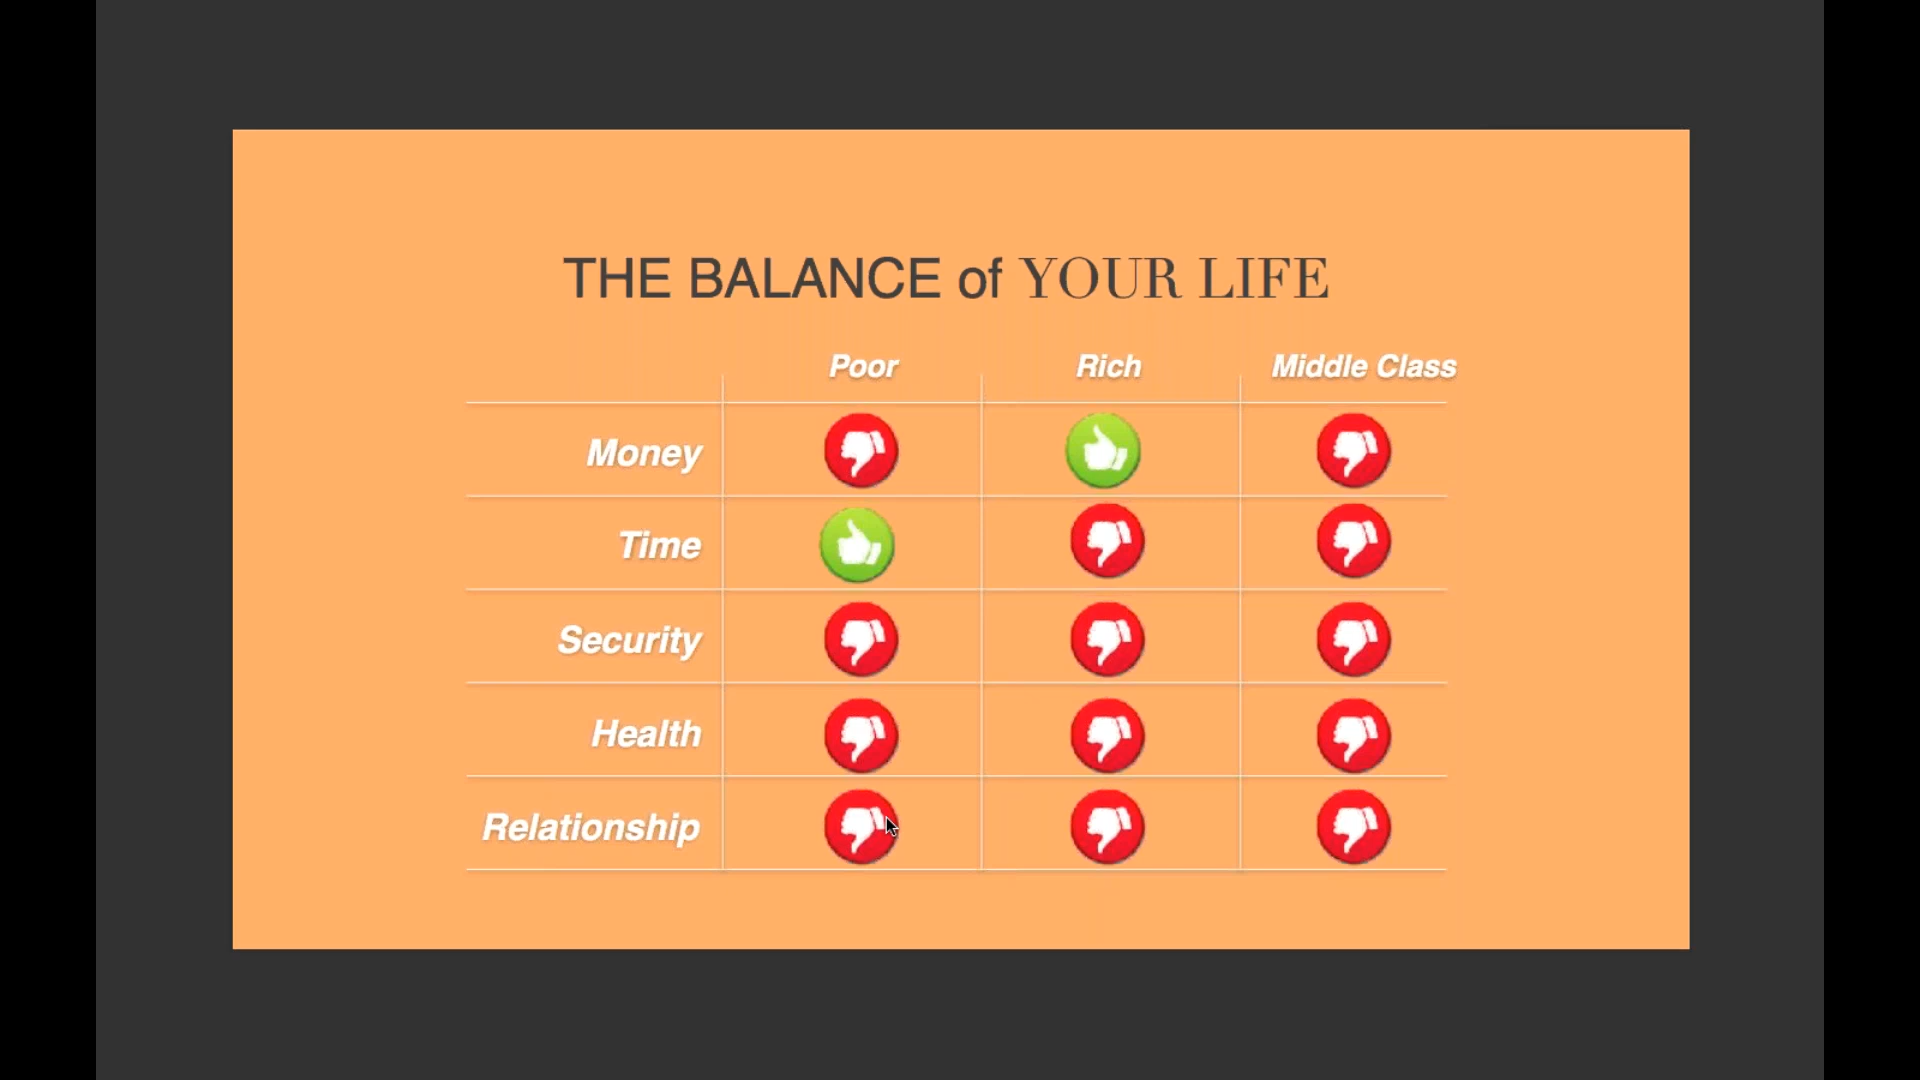 THE BALANCE of YOUR LIFE
Poor Rich Middle Class
Money
Time
Security
Health
Relationship